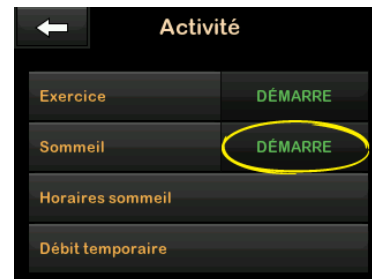 Activité
Exercice DÉMARRE
Sommeil DÉMARRE
Horaires sommeil
Débit temporaire